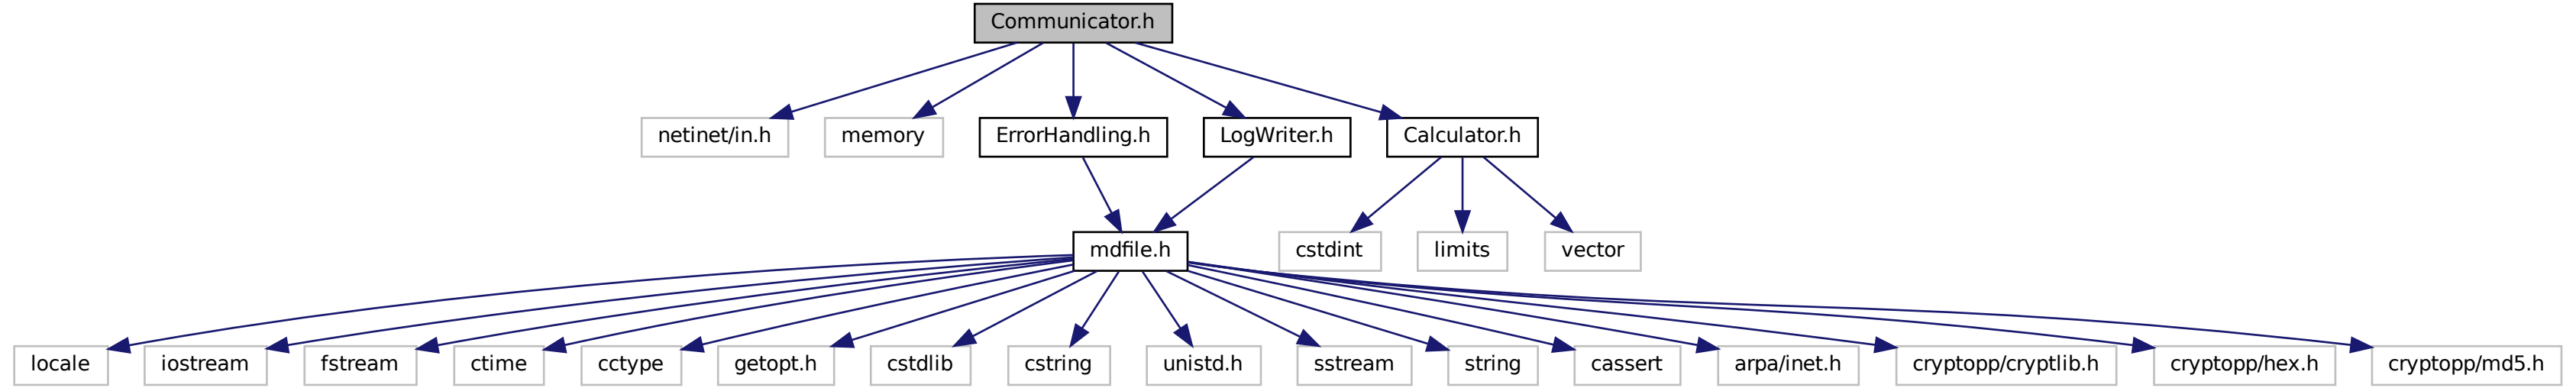 Communicator.h
netinet/in.h
memory
ErrorHandling.h
LogWriter.h
Calculator.h
mdfile.h
cstdint
limits
vector
locale
iostream
fstream
ctime
cctype
getopt.h
cstdlib
cstring
unistd.h
sstream
string
cassert
arpa/inet.h
cryptopp/cryptlib.h
cryptopp/hex.h
cryptopp/md5.h